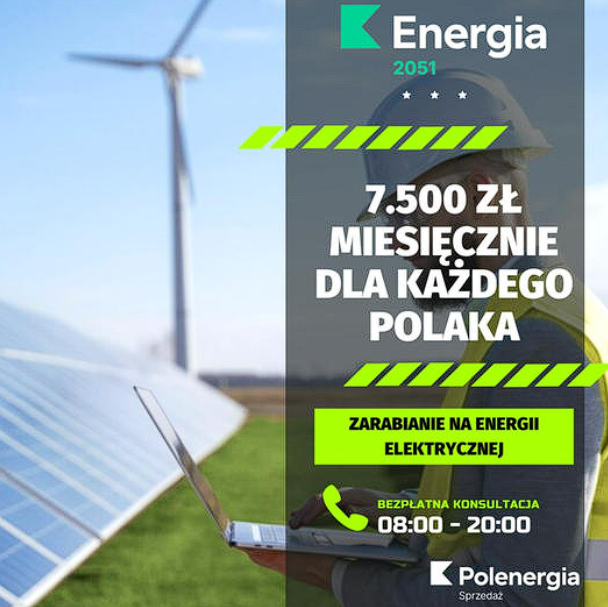 Energia
2051
7.500 ZŁ
MIESIĘCZNIE
DLA KAŻDEGO
POLAKA
ZARABIANIE NA ENERGII
ELEKTRYCZNEJ
BEZPŁATNA KONSULTACJA
08:00 - 20:00
Polenergia
Sprzedaż